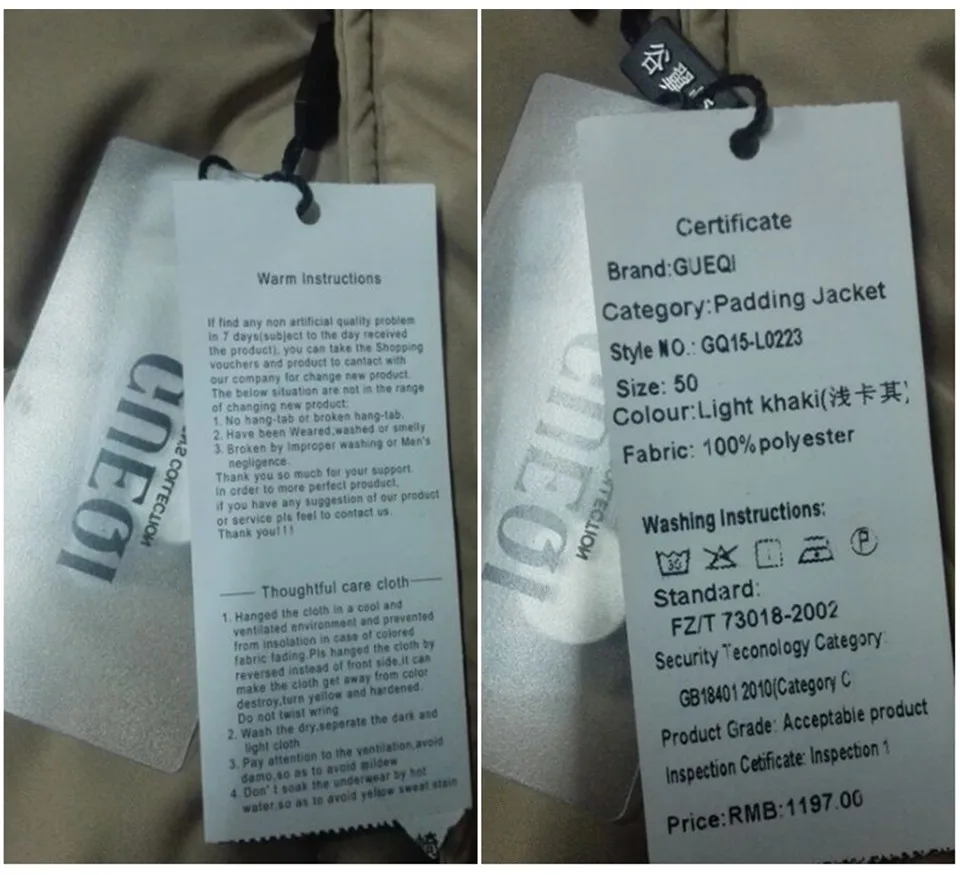 Warm Instructions
If find any non artificial quality problem
in 7 days(subject to the day received
the product), you can take the Shopping
vouchers and product to cantact with
our company for change new product.
The below situation are not in the range
of changing new product:
1. No hang-tab or broken hang-tab.
2. Have been Weared,washed or smelly
3. Broken by Improper washing or Men's
negligence.
Thank you so much for your support.
In order to more perfect prouduct,
if you have any suggestion of our product
or service pls feel to contact us.
Thank you!!!
Thoughtful care cloth
1. Hanged the cloth in a cool and
ventilated environment and prevented
from insolation in case of colored
fabric fading.Pls hanged the cloth by
reversed instead of front side,it can
make the cloth get away from color
destroy,turn yellow and hardened.
Do not twist wring
2. Wash the dry,seperate the dark and
light cloth
3. Pay attention to the ventilation,avoid
damo,so as to avoid mildew
4. Don't soak the underwear by hot
water,so as to avoid yellow sweat stain
GUEQI
COLLECTION
Certificate
Brand:GUEQI
Category:Padding Jacket
Style NO.: GQ15-L0223
Size: 50
Colour:Light khaki(浅卡其)
Fabric: 100%polyester
Washing Instructions:
30
P
Standard:
FZ/T 73018-2002
Security Teconology Category:
GB18401 2010(Category C
Product Grade: Acceptable product
Inspection Cetificate: Inspection 1
Price:RMB:1197.00
GUEQI